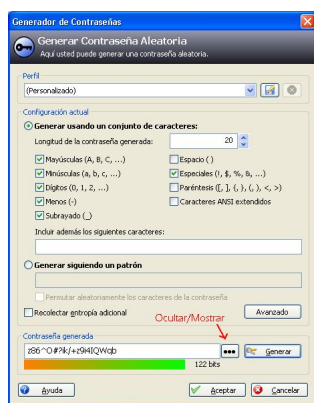 Generador de Contraseñas
Generar Contraseña Aleatoria
Aquí usted puede generar una contraseña aleatoria.
Perfil
(Personalizado)
Configuración actual
Generar usando un conjunto de caracteres:
Longitud de la contraseña generada: 20
Mayúsculas (A, B, C, ...) Espacio ( )
Minúsculas (a, b, c, ...) Especiales (!, $, %, &, ...)
Dígitos (0, 1, 2, ...) Paréntesis ([, ], {, }, (, ), <, >)
Menos (-) Caracteres ANSI extendidos
Subrayado (_)
Incluir además los siguientes caracteres:
Generar siguiendo un patrón
Permutar aleatoriamente los caracteres de la contraseña
Recolectar entropía adicional
Avanzado
Ocultar/Mostrar
Contraseña generada
Generar
122 bits
Ayuda Aceptar Cancelar